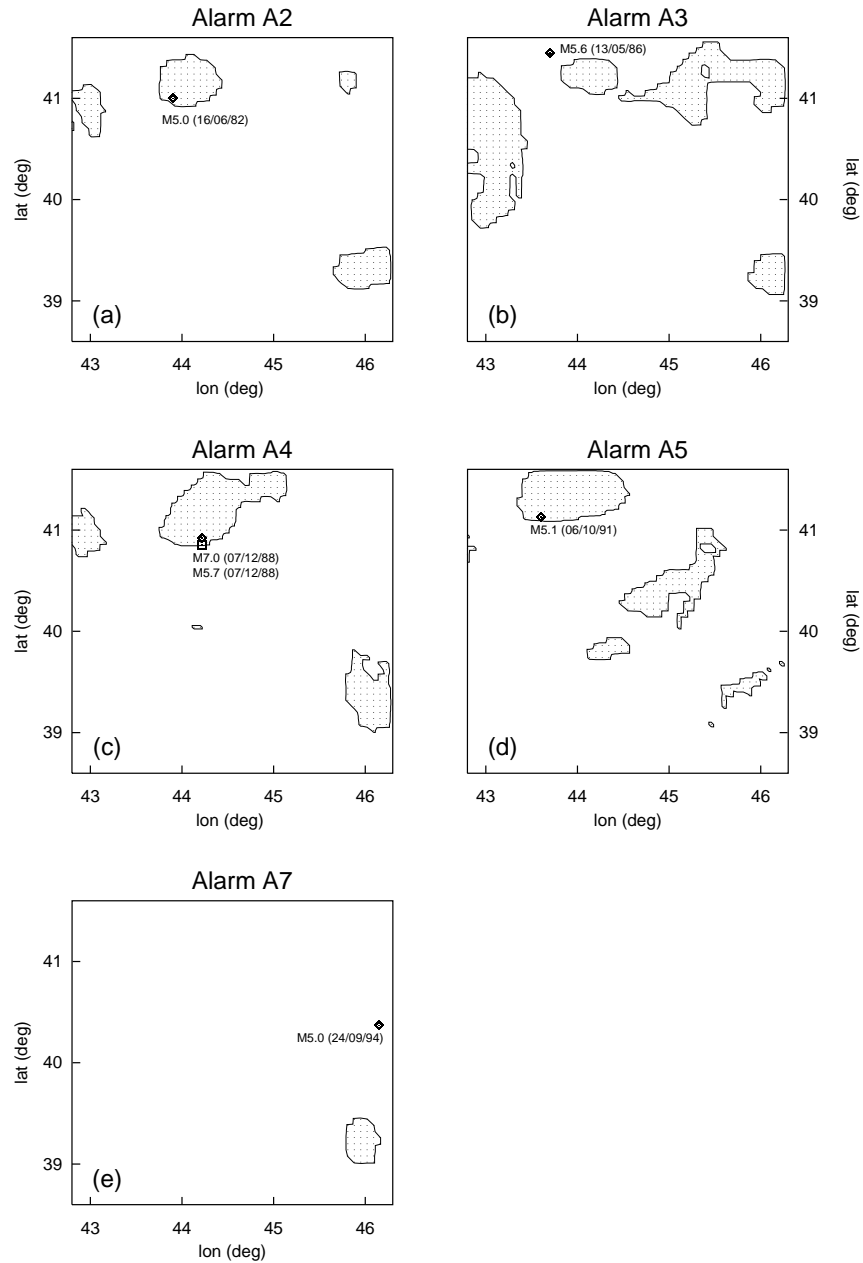 Alarm A2
lat (deg)
41
40
39
M5.0 (16/06/82)
(a)
43 44 45 46
lon (deg)
Alarm A3
M5.6 (13/05/86)
41
40
39
lat (deg)
(b)
43 44 45 46
lon (deg)
Alarm A4
lat (deg)
41
40
39
M7.0 (07/12/88)
M5.7 (07/12/88)
(c)
43 44 45 46
lon (deg)
Alarm A5
41
40
39
lat (deg)
M5.1 (06/10/91)
(d)
43 44 45 46
lon (deg)
Alarm A7
lat (deg)
41
40
39
M5.0 (24/09/94)
(e)
43 44 45 46
lon (deg)